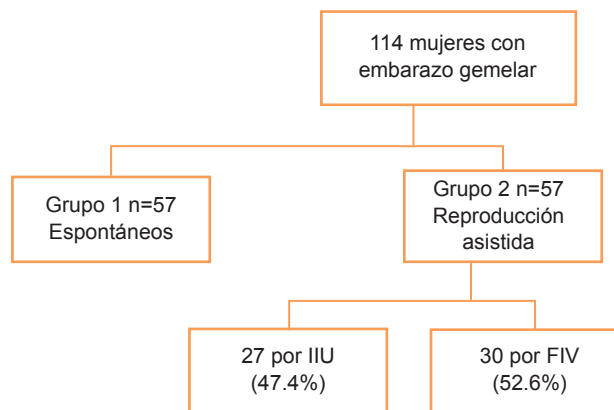 114 mujeres con
embarazo gemelar
Grupo 1 n=57
Espontáneos
Grupo 2 n=57
Reproducción
asistida
27 por IIU
(47.4%)
30 por FIV
(52.6%)